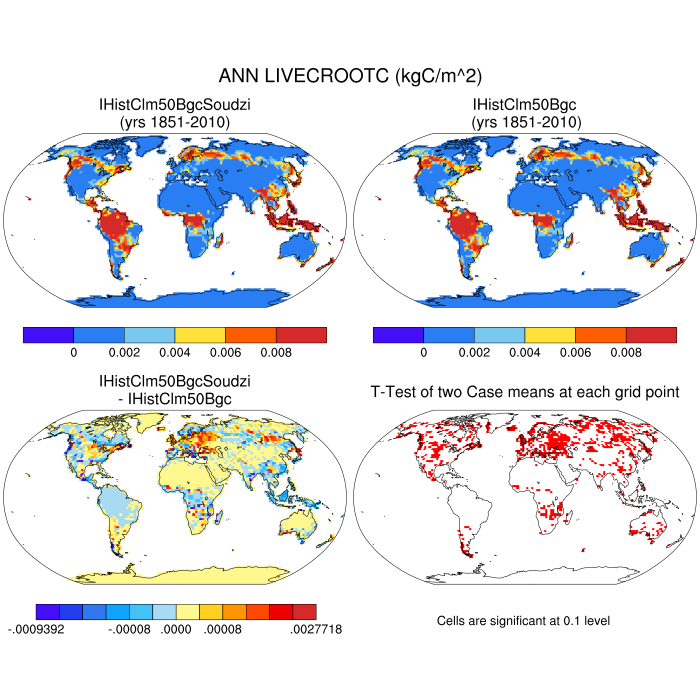 ANN LIVECROOTC (kgC/m^2)
IHistClm50BgcSoudzi
(yrs 1851-2010)
IHistClm50Bgc
(yrs 1851-2010)
0 0.002 0.004 0.006 0.008
0 0.002 0.004 0.006 0.008
IHistClm50BgcSoudzi
- IHistClm50Bgc
T-Test of two Case means at each grid point
-.0009392 -.00008 .0000 .00008 .0027718
Cells are significant at 0.1 level